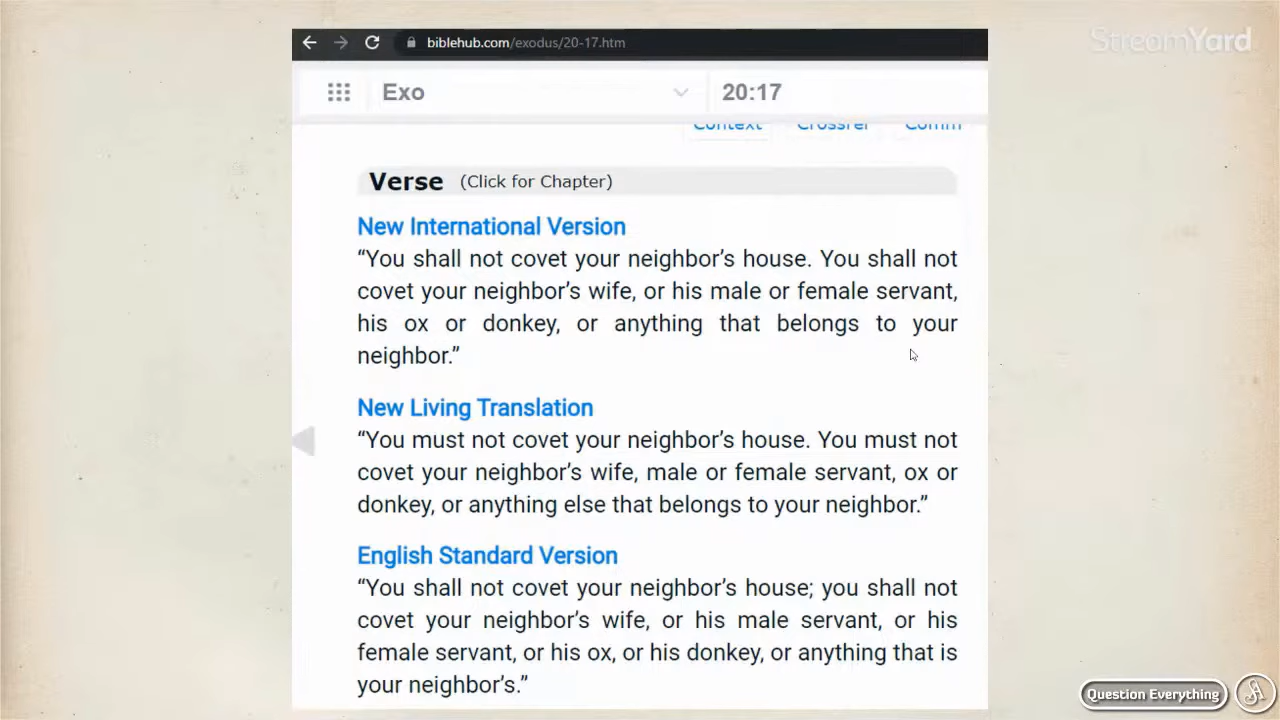 StreamYard
biblehub.com/exodus/20-17.htm
Exo
20:17
Context Crossref Comm
Verse (Click for Chapter)
New International Version
“You shall not covet your neighbor’s house. You shall not
covet your neighbor’s wife, or his male or female servant,
his ox or donkey, or anything that belongs to your
neighbor.”
New Living Translation
“You must not covet your neighbor’s house. You must not
covet your neighbor’s wife, male or female servant, ox or
donkey, or anything else that belongs to your neighbor.”
English Standard Version
“You shall not covet your neighbor’s house; you shall not
covet your neighbor’s wife, or his male servant, or his
female servant, or his ox, or his donkey, or anything that is
your neighbor’s.”
Question Everything